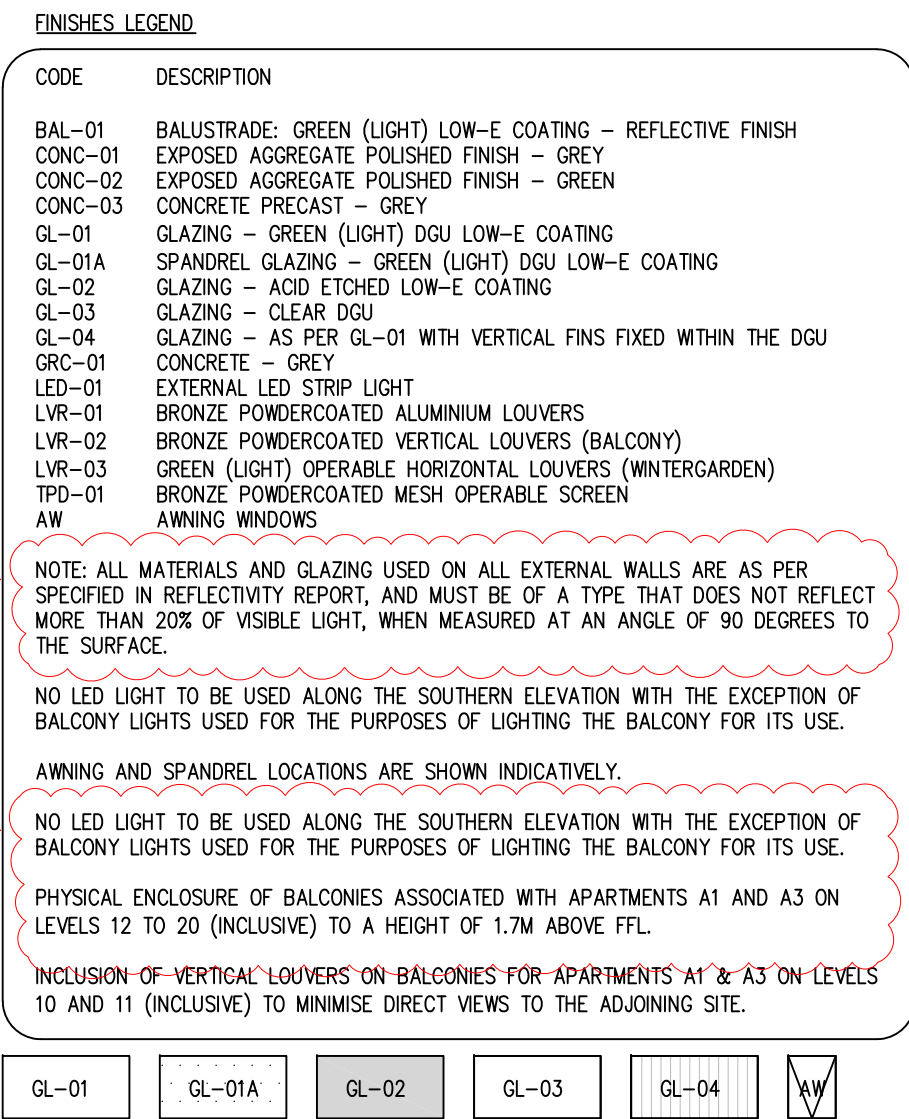 FINISHES LEGEND
CODE DESCRIPTION
BAL-01 BALUSTRADE: GREEN (LIGHT) LOW-E COATING - REFLECTIVE FINISH
CONC-01 EXPOSED AGGREGATE POLISHED FINISH - GREY
CONC-02 EXPOSED AGGREGATE POLISHED FINISH - GREEN
CONC-03 CONCRETE PRECAST - GREY
GL-01 GLAZING - GREEN (LIGHT) DGU LOW-E COATING
GL-01A SPANDREL GLAZING - GREEN (LIGHT) DGU LOW-E COATING
GL-02 GLAZING - ACID ETCHED LOW-E COATING
GL-03 GLAZING - CLEAR DGU
GL-04 GLAZING - AS PER GL-01 WITH VERTICAL FINS FIXED WITHIN THE DGU
GRC-01 CONCRETE - GREY
LED-01 EXTERNAL LED STRIP LIGHT
LVR-01 BRONZE POWDERCOATED ALUMINIUM LOUVERS
LVR-02 BRONZE POWDERCOATED VERTICAL LOUVERS (BALCONY)
LVR-03 GREEN (LIGHT) OPERABLE HORIZONTAL LOUVERS (WINTERGARDEN)
TPD-01 BRONZE POWDERCOATED MESH OPERABLE SCREEN
AW AWNING WINDOWS
NOTE: ALL MATERIALS AND GLAZING USED ON ALL EXTERNAL WALLS ARE AS PER
SPECIFIED IN REFLECTIVITY REPORT, AND MUST BE OF A TYPE THAT DOES NOT REFLECT
MORE THAN 20% OF VISIBLE LIGHT, WHEN MEASURED AT AN ANGLE OF 90 DEGREES TO
THE SURFACE.
NO LED LIGHT TO BE USED ALONG THE SOUTHERN ELEVATION WITH THE EXCEPTION OF
BALCONY LIGHTS USED FOR THE PURPOSES OF LIGHTING THE BALCONY FOR ITS USE.
AWNING AND SPANDREL LOCATIONS ARE SHOWN INDICATIVELY.
NO LED LIGHT TO BE USED ALONG THE SOUTHERN ELEVATION WITH THE EXCEPTION OF
BALCONY LIGHTS USED FOR THE PURPOSES OF LIGHTING THE BALCONY FOR ITS USE.
PHYSICAL ENCLOSURE OF BALCONIES ASSOCIATED WITH APARTMENTS A1 AND A3 ON
LEVELS 12 TO 20 (INCLUSIVE) TO A HEIGHT OF 1.7M ABOVE FFL.
INCLUSION OF VERTICAL LOUVERS ON BALCONIES FOR APARTMENTS A1 & A3 ON LEVELS
10 AND 11 (INCLUSIVE) TO MINIMISE DIRECT VIEWS TO THE ADJOINING SITE.
GL-01 GL-01A GL-02 GL-03 GL-04 AW